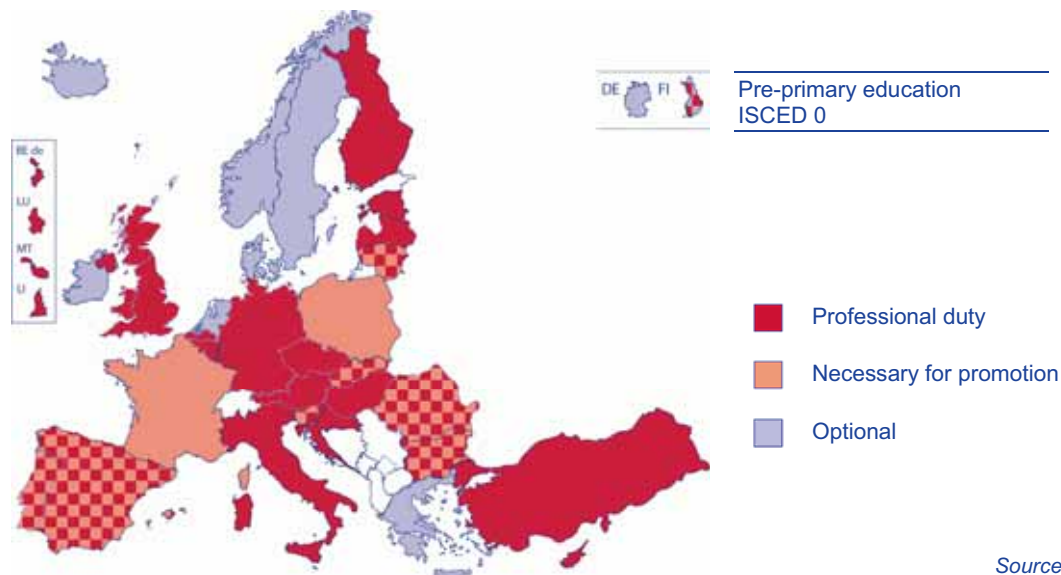 BE de
LU
MT
LI
DE FI
Pre-primary education
ISCED 0
Professional duty
Necessary for promotion
Optional
Source